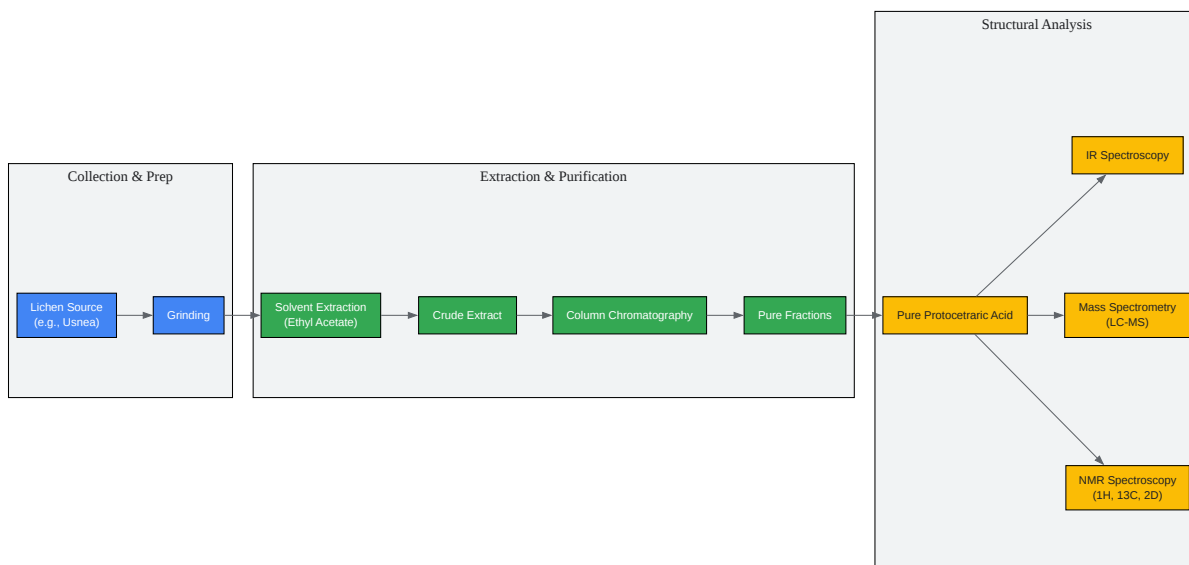 Structural Analysis
Collection & Prep
Extraction & Purification
IR Spectroscopy
Lichen Source
(e.g., Usnea)
Grinding
Solvent Extraction
(Ethyl Acetate)
Crude Extract
Column Chromatography
Pure Fractions
Pure Protocetraric Acid
Mass Spectrometry
(LC-MS)
NMR Spectroscopy
(1H, 13C, 2D)